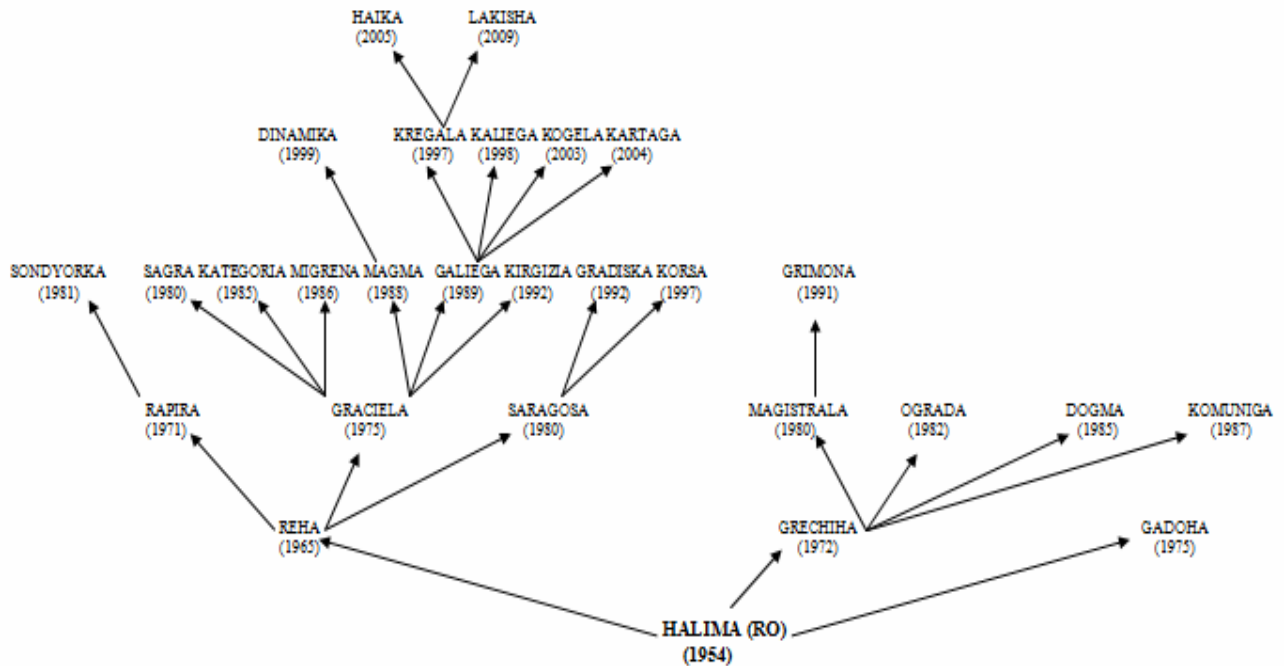 HAIKA LAKISHA
(2005) (2009)
DINAMIKA KREGALA KALIEGA KOGELA KARTAGA
(1999) (1997) (1998) (2003) (2004)
SONDYORKA SAGRA KATEGORIA MIGRENA MAGMA GALIEGA KIRGIZIA GRADISKA KORSA GRIMONA
(1981) (1980) (1985) (1986) (1988) (1989) (1992) (1992) (1997) (1991)
RAPIRA GRACIELA SARAGOSA MAGISTRALA OGRADA DOGMA KOMUNIGA
(1971) (1975) (1980) (1980) (1982) (1985) (1987)
REHA GRECHIHA GADOHA
(1965) (1972) (1975)
HALIMA (RO)
(1954)